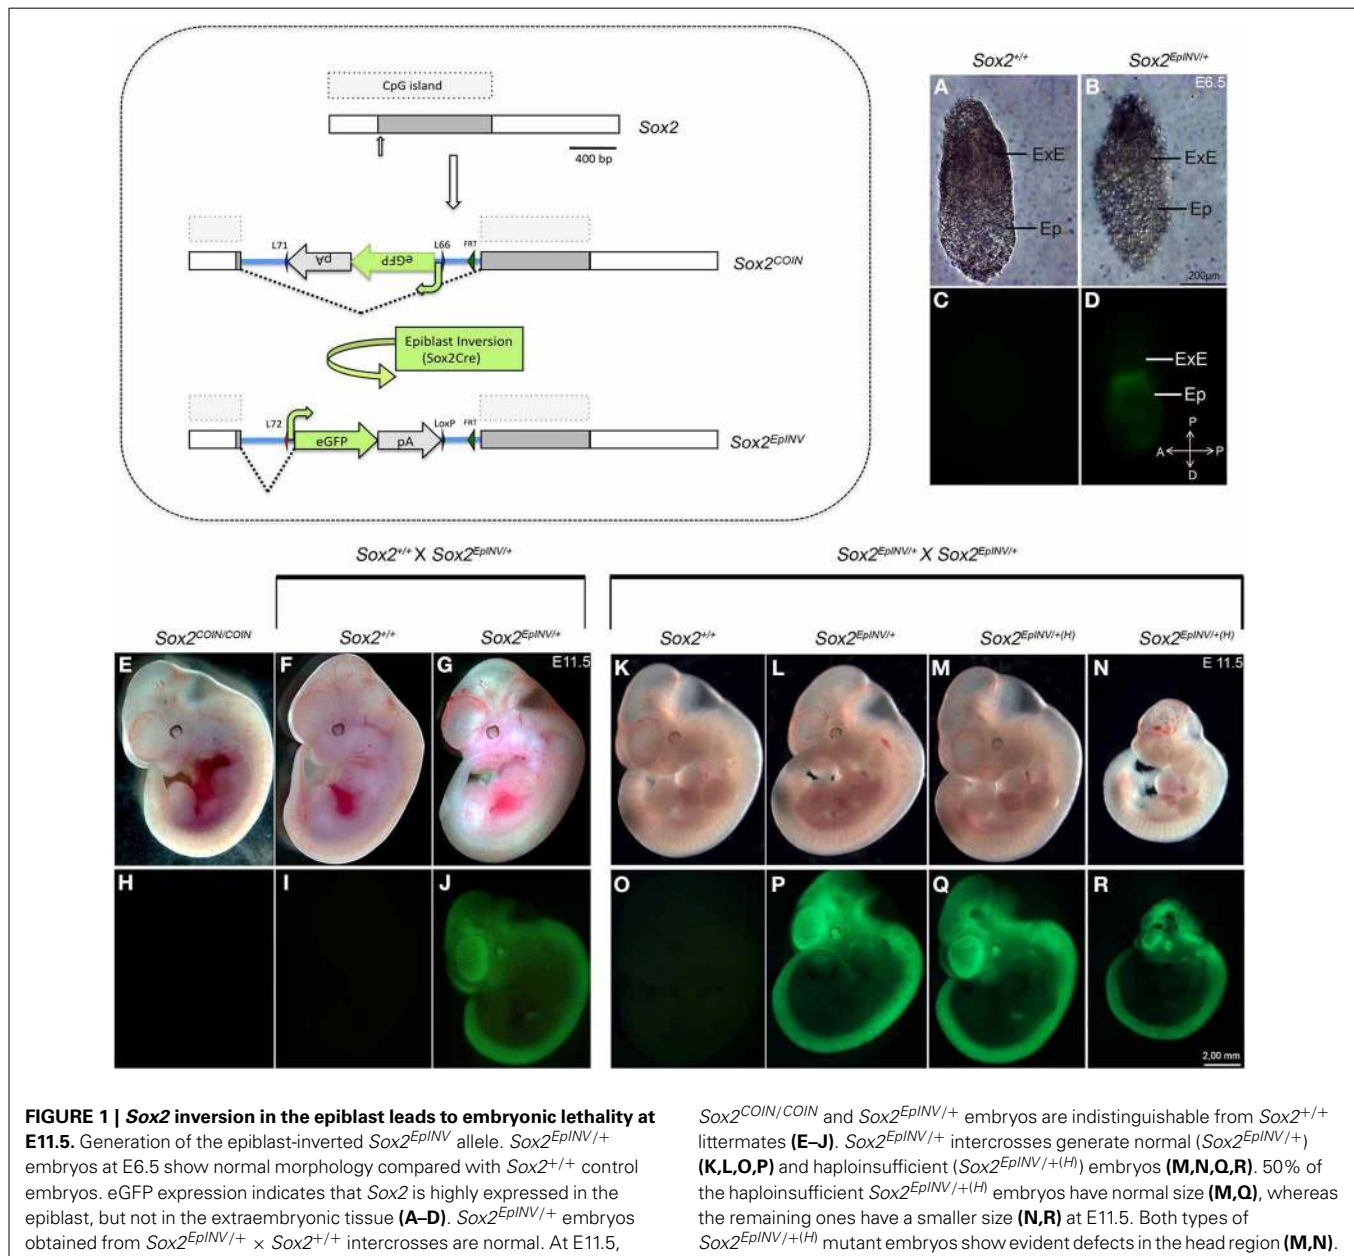 CpG island
Sox2
400 bp
L71
pA
eGFP
L66
FRT
Sox2COIN
Epiblast Inversion
(Sox2Cre)
L72
eGFP
pA
LoxP
FRT
Sox2EpINV
Sox2+/+
Sox2EpINV/+
A
ExE
Ep
B
E6.5
ExE
Ep
200µm
C
D
ExE
Ep
P
A
P
D
Sox2+/+ X Sox2EpINV/+
Sox2EpINV/+ X Sox2EpINV/+
Sox2COIN/COIN
Sox2+/+
Sox2EpINV/+
Sox2+/+
Sox2EpINV/+
Sox2EpINV/+(H)
Sox2EpINV/+(H)
E
F
G
E11.5
K
L
M
N
E 11.5
H
I
J
O
P
Q
R
2,00 mm
FIGURE 1 | Sox2 inversion in the epiblast leads to embryonic lethality at
E11.5. Generation of the epiblast-inverted Sox2EpINV allele. Sox2EpINV/+
embryos at E6.5 show normal morphology compared with Sox2+/+ control
embryos. eGFP expression indicates that Sox2 is highly expressed in the
epiblast, but not in the extraembryonic tissue (A–D). Sox2EpINV/+ embryos
obtained from Sox2EpINV/+ × Sox2+/+ intercrosses are normal. At E11.5,
Sox2COIN/COIN and Sox2EpINV/+ embryos are indistinguishable from Sox2+/+
littermates (E–J). Sox2EpINV/+ intercrosses generate normal (Sox2EpINV/+)
(K,L,O,P) and haploinsufficient (Sox2EpINV/+(H)) embryos (M,N,Q,R). 50% of
the haploinsufficient Sox2EpINV/+(H) embryos have normal size (M,Q), whereas
the remaining ones have a smaller size (N,R) at E11.5. Both types of
Sox2EpINV/+(H) mutant embryos show evident defects in the head region (M,N).